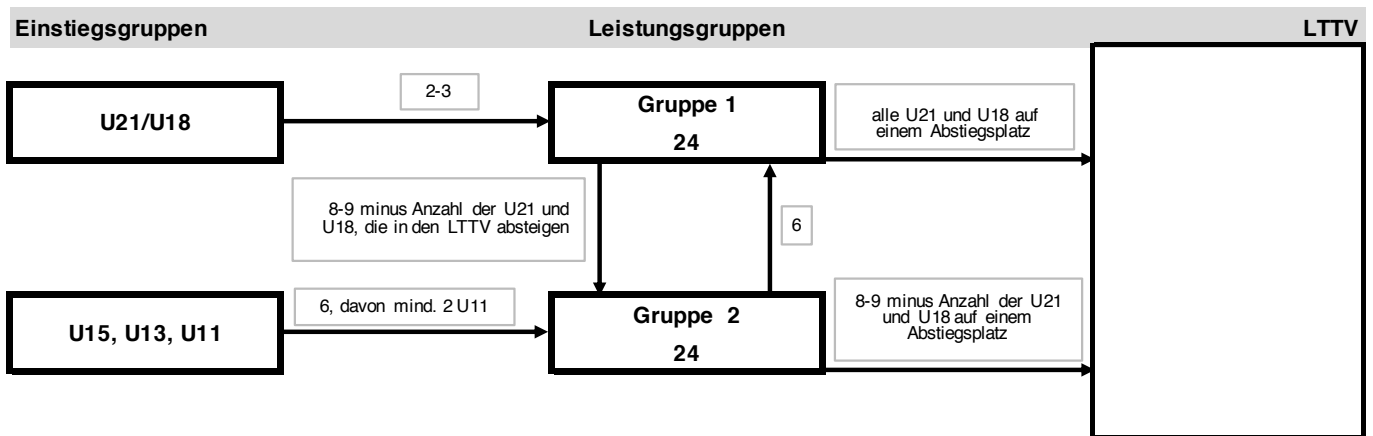 Einstiegsgruppen Leistungsgruppen LTTV
U21/U18
2-3
Gruppe 1
24
alle U21 und U18 auf
einem Abstiegsplatz
8-9 minus Anzahl der U21 und
U18, die in den LTTV absteigen
6
U15, U13, U11
6, davon mind. 2 U11
Gruppe 2
24
8-9 minus Anzahl der U21
und U18 auf einem
Abstiegsplatz